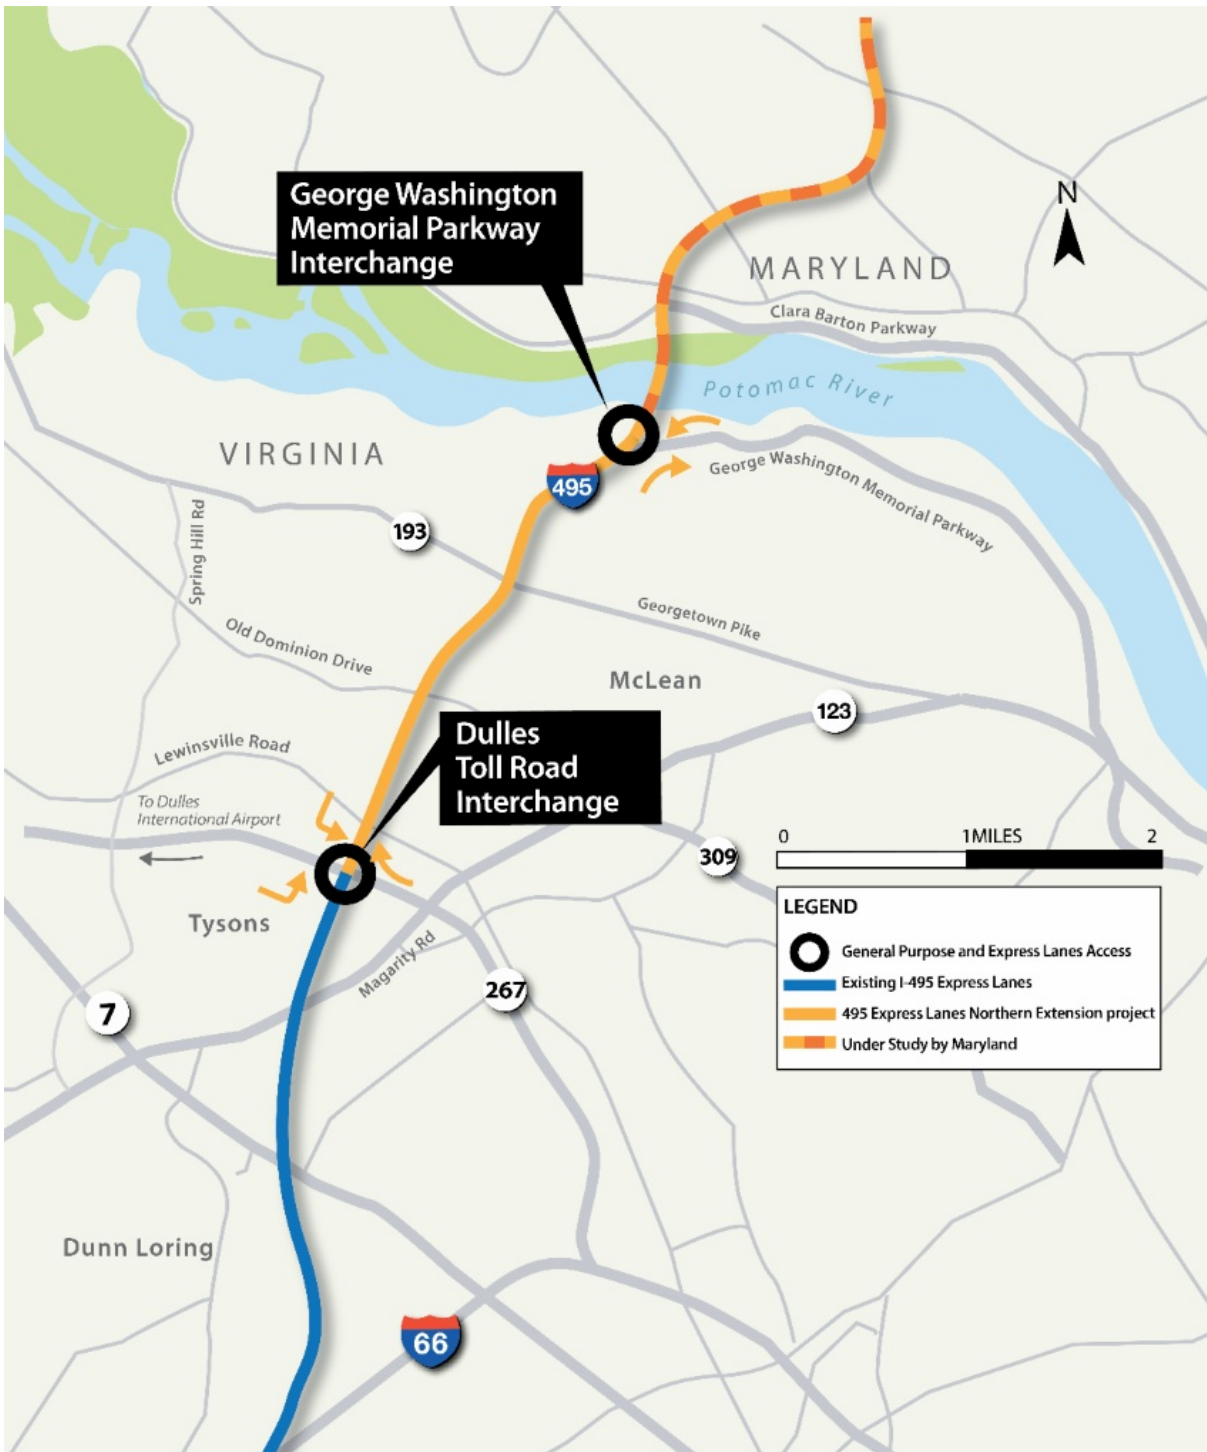 George Washington
Memorial Parkway
Interchange
N
MARYLAND
Clara Barton Parkway
Potomac River
VIRGINIA
495
George Washington Memorial Parkway
193
Spring Hill Rd
Georgetown Pike
Old Dominion Drive
McLean
123
Dulles
Toll Road
Interchange
Lewinsville Road
To Dulles
International Airport
0 1 MILES 2
309
LEGEND
General Purpose and Express Lanes Access
Existing I-495 Express Lanes
495 Express Lanes Northern Extension project
Under Study by Maryland
Tysons
Magarity Rd
267
7
Dunn Loring
66